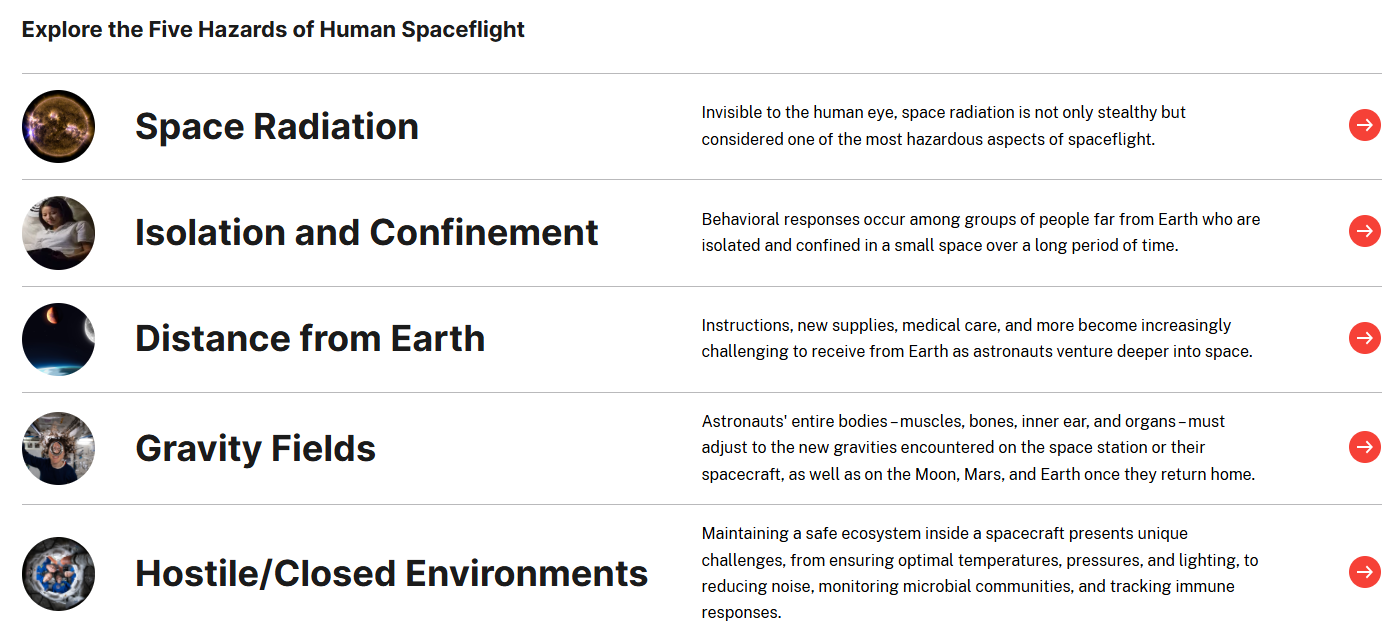 Explore the Five Hazards of Human Spaceflight
Space Radiation
Invisible to the human eye, space radiation is not only stealthy but
considered one of the most hazardous aspects of spaceflight.
Isolation and Confinement
Behavioral responses occur among groups of people far from Earth who are
isolated and confined in a small space over a long period of time.
Distance from Earth
Instructions, new supplies, medical care, and more become increasingly
challenging to receive from Earth as astronauts venture deeper into space.
Gravity Fields
Astronauts' entire bodies – muscles, bones, inner ear, and organs – must
adjust to the new gravities encountered on the space station or their
spacecraft, as well as on the Moon, Mars, and Earth once they return home.
Hostile/Closed Environments
Maintaining a safe ecosystem inside a spacecraft presents unique
challenges, from ensuring optimal temperatures, pressures, and lighting, to
reducing noise, monitoring microbial communities, and tracking immune
responses.